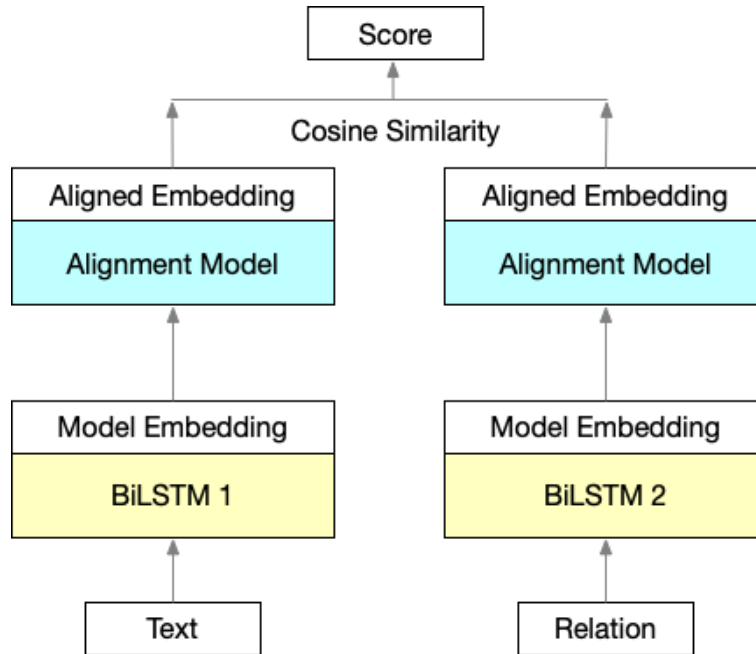 Score
Cosine Similarity
Aligned Embedding
Alignment Model
Aligned Embedding
Alignment Model
Model Embedding
BiLSTM 1
Model Embedding
BiLSTM 2
Text
Relation